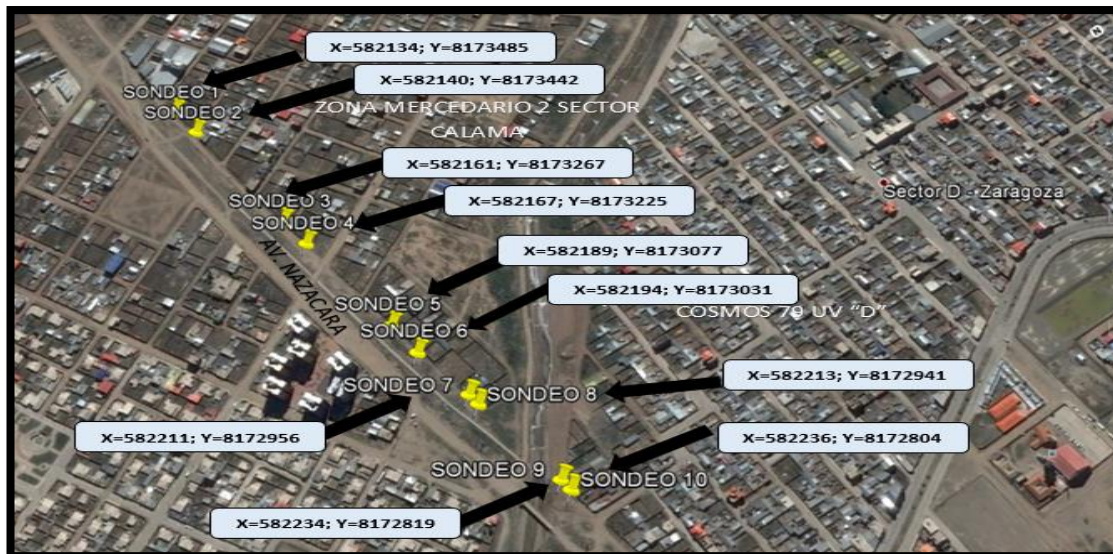 X=582134; Y=8173485
SONDEO 1
X=582140; Y=8173442
SONDEO 2
ZONA MERCEDARIO 2 SECTOR
CALAMA
X=582161; Y=8173267
SONDEO 3
X=582167; Y=8173225
Sector D - Zaragoza
SONDEO 4
AV NAZACARA
X=582189; Y=8173077
SONDEO 5
X=582194; Y=8173031
COSMOS 79 UV "D"
SONDEO 6
SONDEO 7
SONDEO 8
X=582213; Y=8172941
X=582211; Y=8172956
X=582236; Y=8172804
SONDEO 9
SONDEO 10
X=582234; Y=8172819